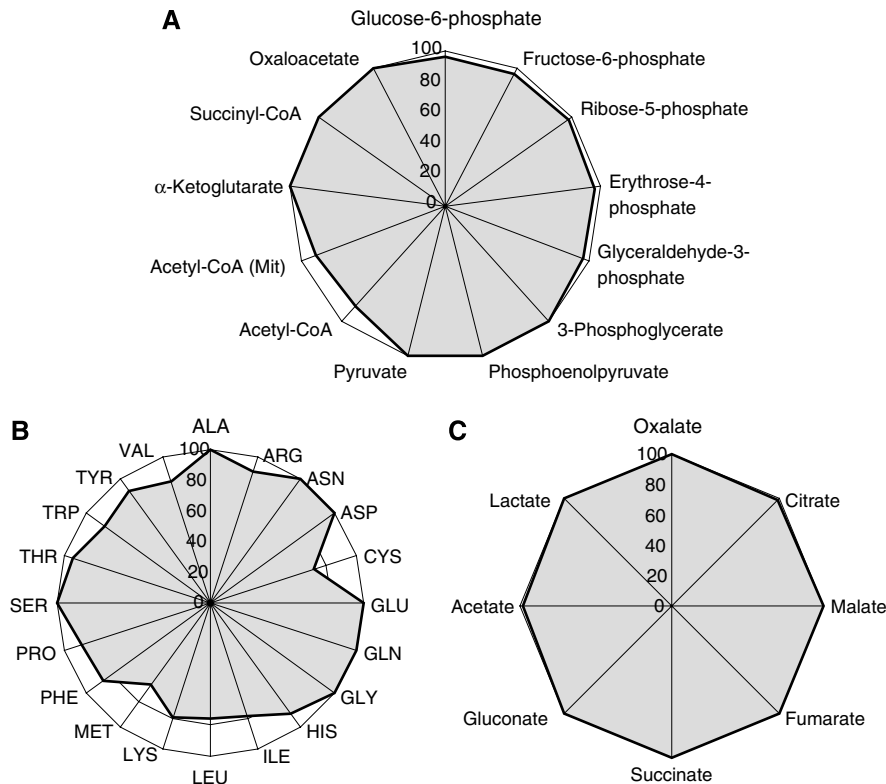 A
Glucose-6-phosphate
Oxaloacetate
Fructose-6-phosphate
Succinyl-CoA
Ribose-5-phosphate
α-Ketoglutarate
Erythrose-4-
phosphate
Acetyl-CoA (Mit)
Glyceraldehyde-3-
phosphate
Acetyl-CoA
3-Phosphoglycerate
Pyruvate
Phosphoenolpyruvate
100
80
60
40
20
0
B
ALA
VAL
ARG
TYR
ASN
TRP
ASP
THR
CYS
SER
GLU
PRO
GLN
PHE
GLY
MET
HIS
LYS
ILE
LEU
100
80
60
40
20
0
C
Oxalate
Lactate
Citrate
Acetate
Malate
Gluconate
Fumarate
Succinate
100
80
60
40
20
0